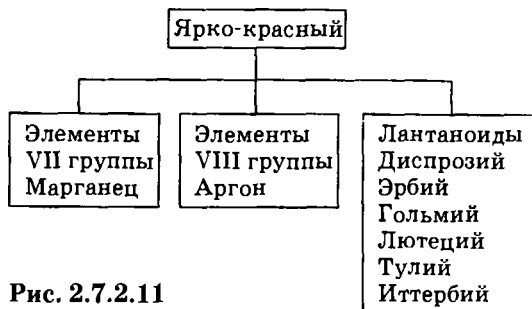 Ярко-красный
Элементы
VII группы
Марганец
Элементы
VIII группы
Аргон
Лантаноиды
Диспрозий
Эрбий
Гольмий
Лютеций
Тулий
Иттербий
Рис. 2.7.2.11